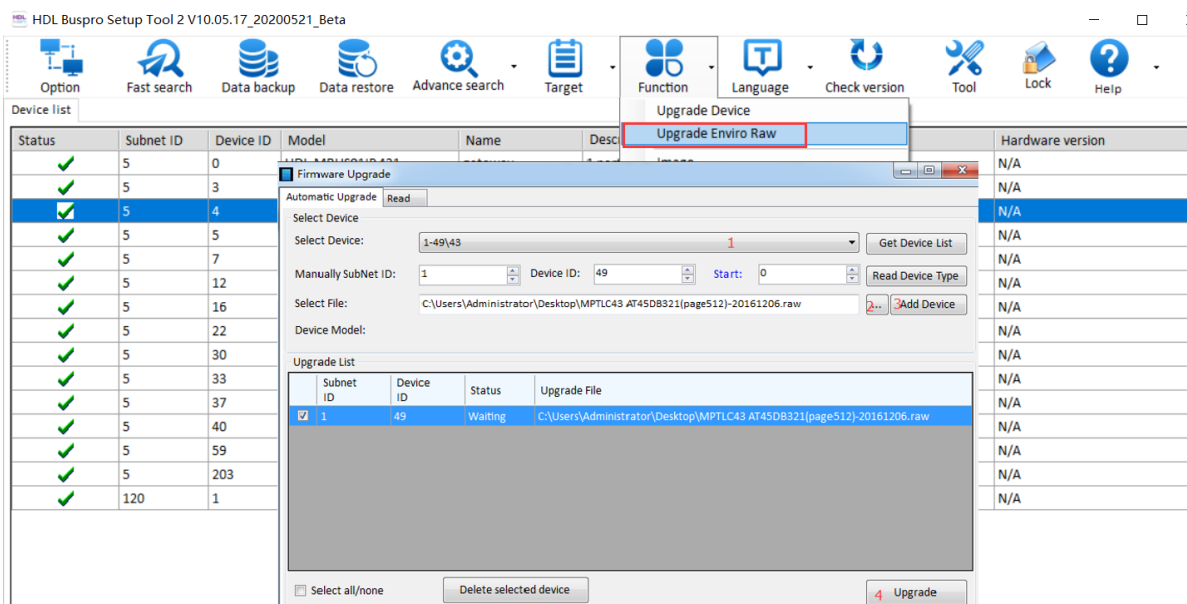 HDL Buspro Setup Tool 2 V10.05.17_20200521_Beta
Option Fast search Data backup Data restore Advance search Target Function Language Check version Tool Lock Help
Device list
Upgrade Device
Upgrade Enviro Raw
Status Subnet ID Device ID Model Name Hardware version
5 0 N/A
5 3 N/A
5 4 N/A
5 5 N/A
5 7 N/A
5 12 N/A
5 16 N/A
5 22 N/A
5 30 N/A
5 33 N/A
5 37 N/A
5 40 N/A
5 59 N/A
5 203 N/A
120 1 N/A
Firmware Upgrade
Automatic Upgrade Read
Select Device
Select Device: 1-49\43 1 Get Device List
Manually SubNet ID: 1 Device ID: 49 Start: 0 Read Device Type
Select File: C:\Users\Administrator\Desktop\MPTLC43 AT45DB321(page512)-20161206.raw 2 ... 3 Add Device
Device Model:
Upgrade List
Subnet ID Device ID Status Upgrade File
1 49 Waiting C:\Users\Administrator\Desktop\MPTLC43 AT45DB321(page512)-20161206.raw
Select all/none Delete selected device 4 Upgrade